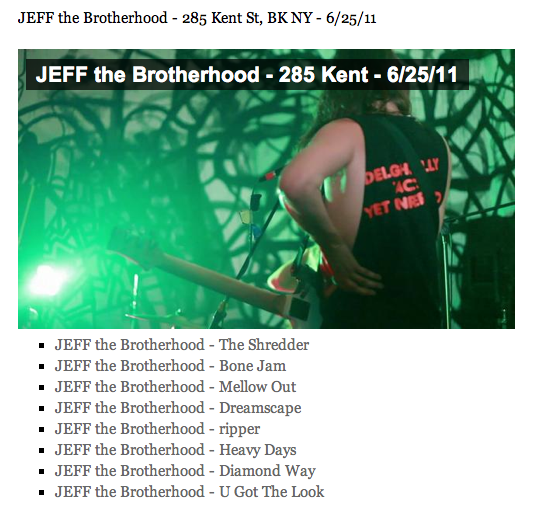 JEFF the Brotherhood - 285 Kent St, BK NY - 6/25/11
JEFF the Brotherhood - 285 Kent - 6/25/11
YET
JEFF the Brotherhood - The Shredder
JEFF the Brotherhood - Bone Jam
JEFF the Brotherhood - Mellow Out
JEFF the Brotherhood - Dreamscape
JEFF the Brotherhood - ripper
JEFF the Brotherhood - Heavy Days
JEFF the Brotherhood - Diamond Way
JEFF the Brotherhood - U Got The Look